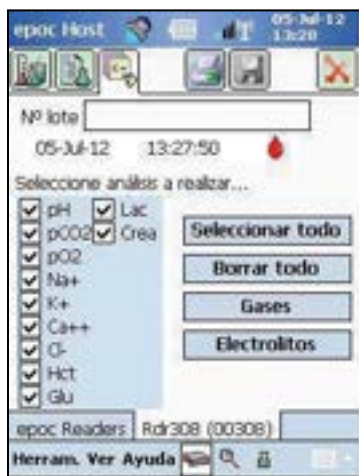 epoc Host 05-Jul-12
13:20
Nº lote
05-Jul-12 13:27:50
Seleccione análisis a realizar...
pH Lac
pCO2 Crea
pO2
Na+
K+
Ca++
Cl-
Hct
Glu
Seleccionar todo
Borrar todo
Gases
Electrolitos
epoc Readers Rdr308 (00308)
Herram. Ver Ayuda